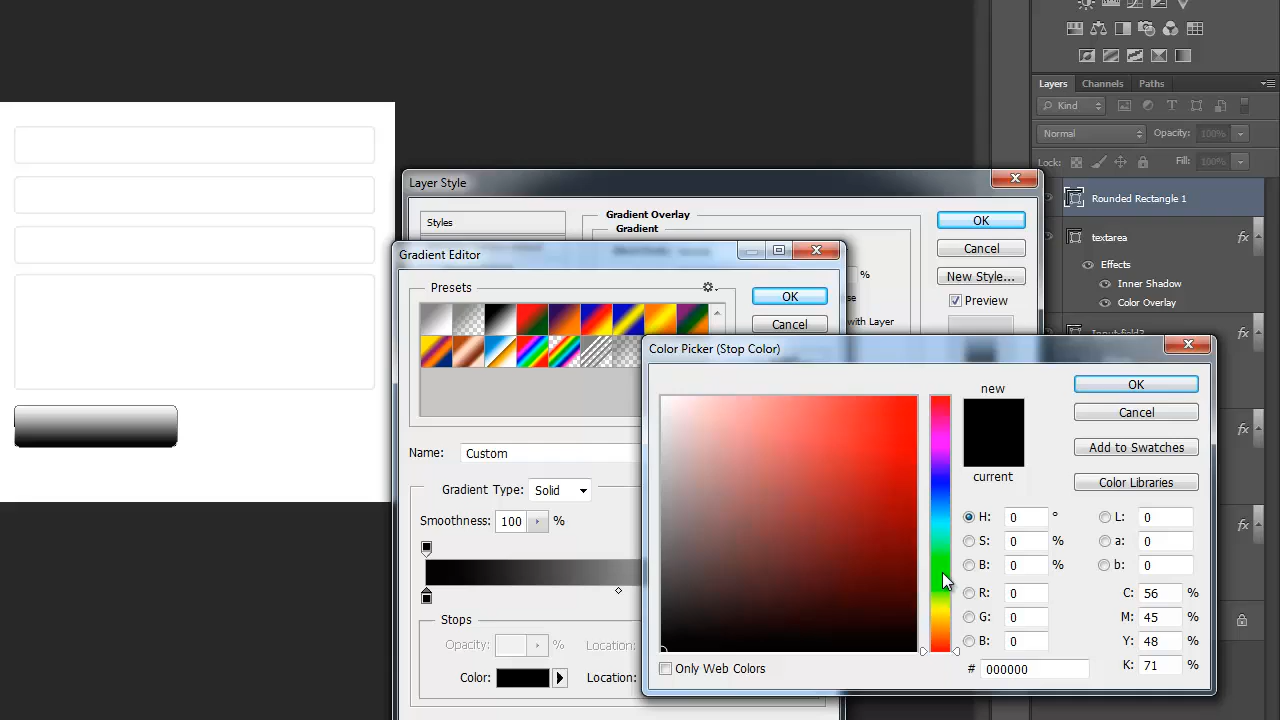 Layers Channels Paths
Kind
Normal Opacity: 100%
Lock: Fill: 100%
Rounded Rectangle 1
textarea fx
Effects
Inner Shadow
Color Overlay
fx
fx
fx
Layer Style
Styles
Gradient Overlay
Gradient
%
with Layer
OK
Cancel
New Style...
Preview
Gradient Editor
Presets
OK
Cancel
Name: Custom
Gradient Type: Solid
Smoothness: 100 %
Stops
Opacity: % Location:
Color: Location:
Color Picker (Stop Color)
new
current
OK
Cancel
Add to Swatches
Color Libraries
H: 0 °
S: 0 %
B: 0 %
R: 0
G: 0
B: 0
L: 0
a: 0
b: 0
C: 56 %
M: 45 %
Y: 48 %
K: 71 %
# 000000
Only Web Colors